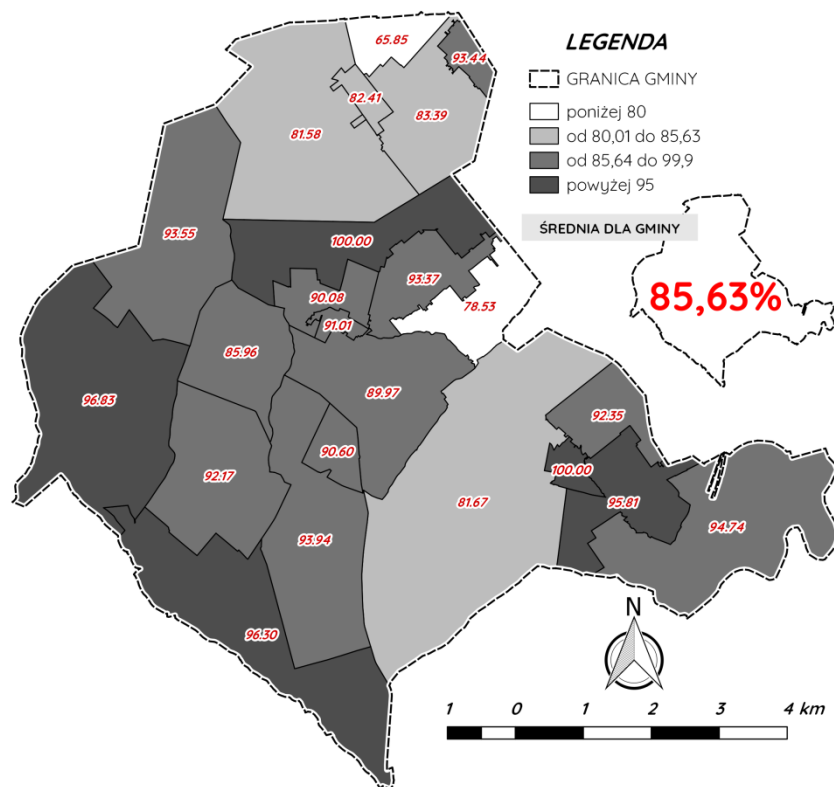 65.85
93.44
82.41
83.39
81.58
93.55
100.00
93.37
90.08
78.53
91.01
85.96
89.97
96.83
92.35
90.60
100.00
92.17
81.67
95.81
94.74
93.94
96.30
LEGENDA
GRANICA GMINY
poniżej 80
od 80,01 do 85,63
od 85,64 do 99,9
powyżej 95
ŚREDNIA DLA GMINY
85,63%
N
1 0 1 2 3 4 km